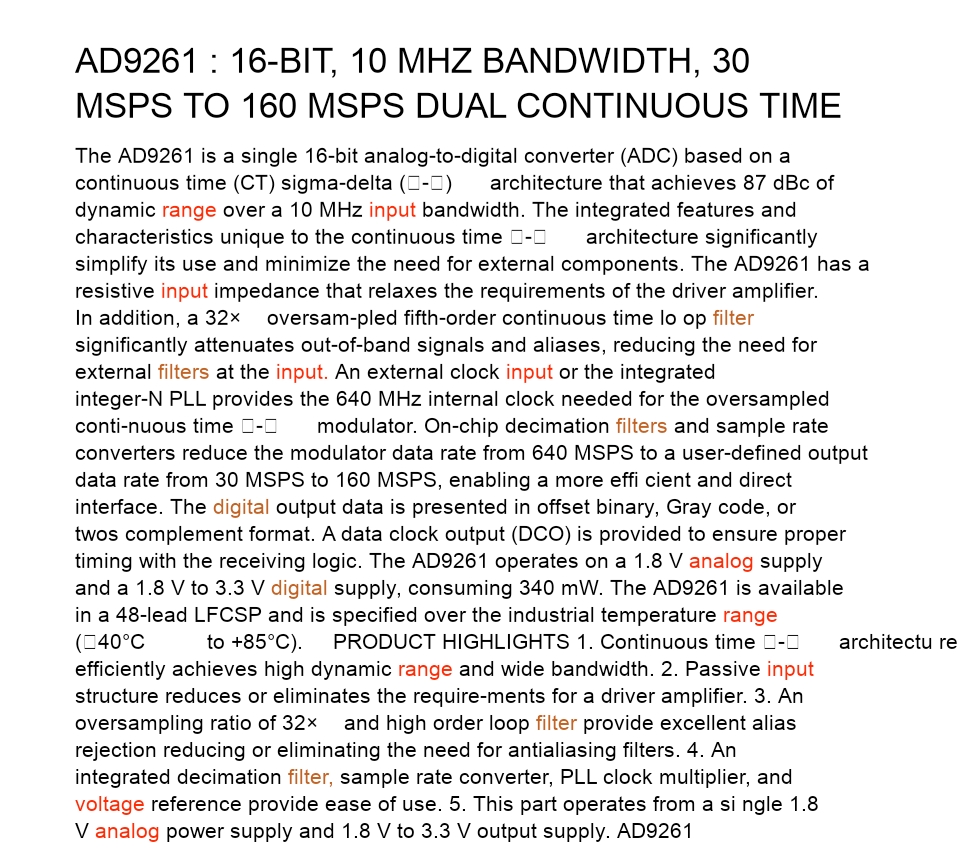 AD9261 : 16-BIT, 10 MHZ BANDWIDTH, 30
MSPS TO 160 MSPS DUAL CONTINUOUS TIME
The AD9261 is a single 16-bit analog-to-digital converter (ADC) based on a
continuous time (CT) sigma-delta (□-□) architecture that achieves 87 dBc of
dynamic range over a 10 MHz input bandwidth. The integrated features and
characteristics unique to the continuous time □-□ architecture significantly
simplify its use and minimize the need for external components. The AD9261 has a
resistive input impedance that relaxes the requirements of the driver amplifier.
In addition, a 32× oversam-pled fifth-order continuous time lo op filter
significantly attenuates out-of-band signals and aliases, reducing the need for
external filters at the input. An external clock input or the integrated
integer-N PLL provides the 640 MHz internal clock needed for the oversampled
conti-nuous time □-□ modulator. On-chip decimation filters and sample rate
converters reduce the modulator data rate from 640 MSPS to a user-defined output
data rate from 30 MSPS to 160 MSPS, enabling a more effi cient and direct
interface. The digital output data is presented in offset binary, Gray code, or
twos complement format. A data clock output (DCO) is provided to ensure proper
timing with the receiving logic. The AD9261 operates on a 1.8 V analog supply
and a 1.8 V to 3.3 V digital supply, consuming 340 mW. The AD9261 is available
in a 48-lead LFCSP and is specified over the industrial temperature range
(□40°C to +85°C). PRODUCT HIGHLIGHTS 1. Continuous time □-□ architectu re
efficiently achieves high dynamic range and wide bandwidth. 2. Passive input
structure reduces or eliminates the require-ments for a driver amplifier. 3. An
oversampling ratio of 32× and high order loop filter provide excellent alias
rejection reducing or eliminating the need for antialiasing filters. 4. An
integrated decimation filter, sample rate converter, PLL clock multiplier, and
voltage reference provide ease of use. 5. This part operates from a si ngle 1.8
V analog power supply and 1.8 V to 3.3 V output supply. AD9261